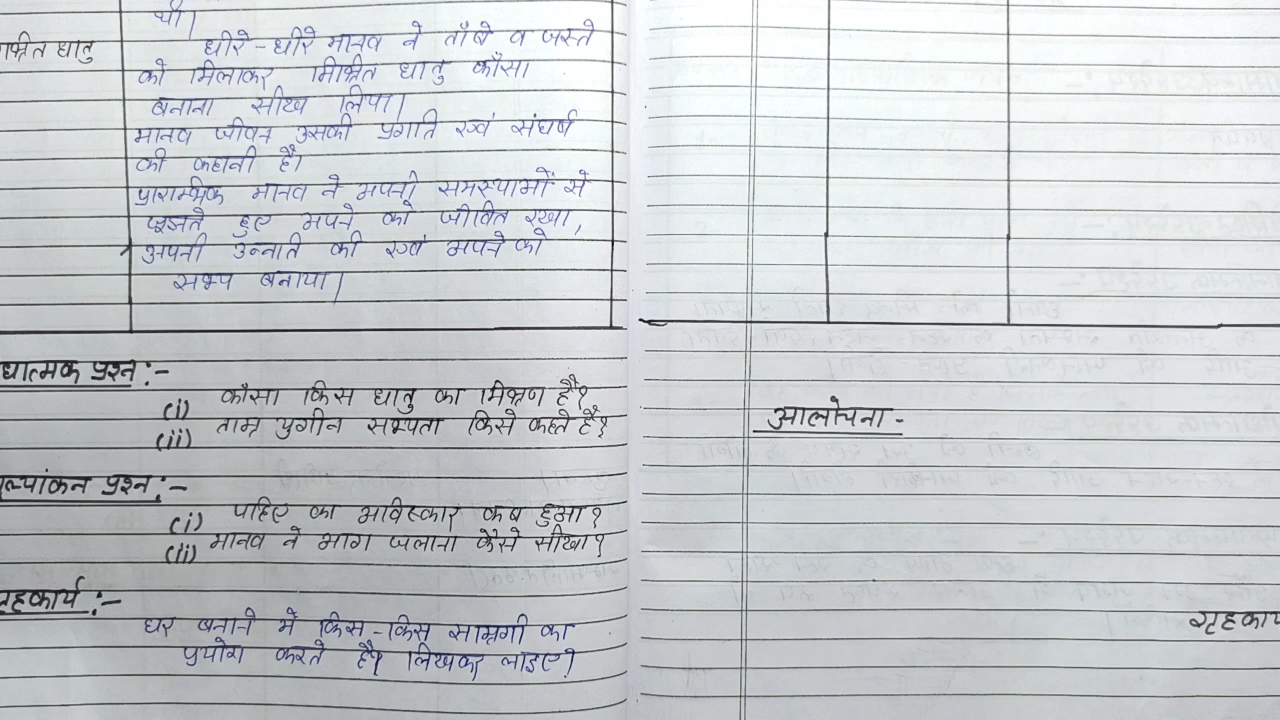 थी।
मिश्रित धातु
धीरे-धीरे मानव ने ताँबे व जस्ते
को मिलाकर मिश्रित धातु काँसा
बनाना सीख लिया।
मानव जीवन उसकी प्रगति एवं संघर्ष
की कहानी है।
प्रारम्भिक मानव ने अपनी समस्याओं से
जूझते हुए अपने को जीवित रखा,
अपनी उन्नति की एवं अपने को
सभ्य बनाया।
धात्मक प्रश्न:-
(i) काँसा किस धातु का मिश्रण है?
(ii) ताम्र युगीन सभ्यता किसे कहते है?
मूल्यांकन प्रश्न:-
(i) पहिए का आविस्कार कब हुआ?
(ii) मानव ने आग जलाना कैसे सीखा?
गृहकार्य:-
घर बनाने में किस-किस सामग्री का
प्रयोग करते है? लिखकर लाइए?
आलोचना-
गृहकार्य